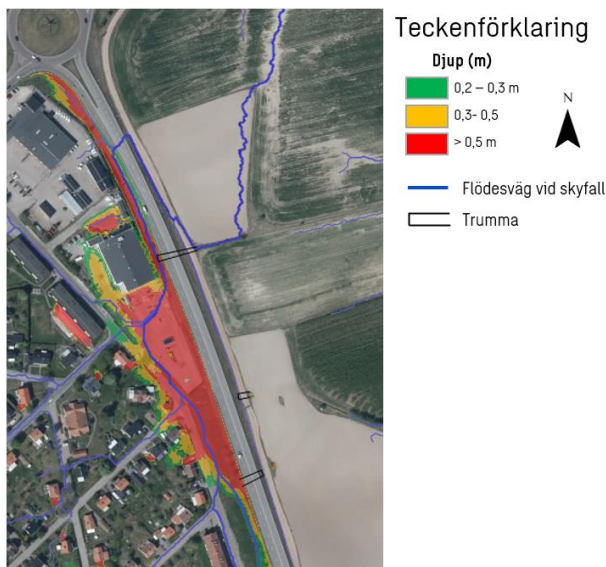 Teckenförklaring
Djup (m)
0,2 – 0,3 m
0,3- 0,5
> 0,5 m
N
Flödesväg vid skyfall
Trumma